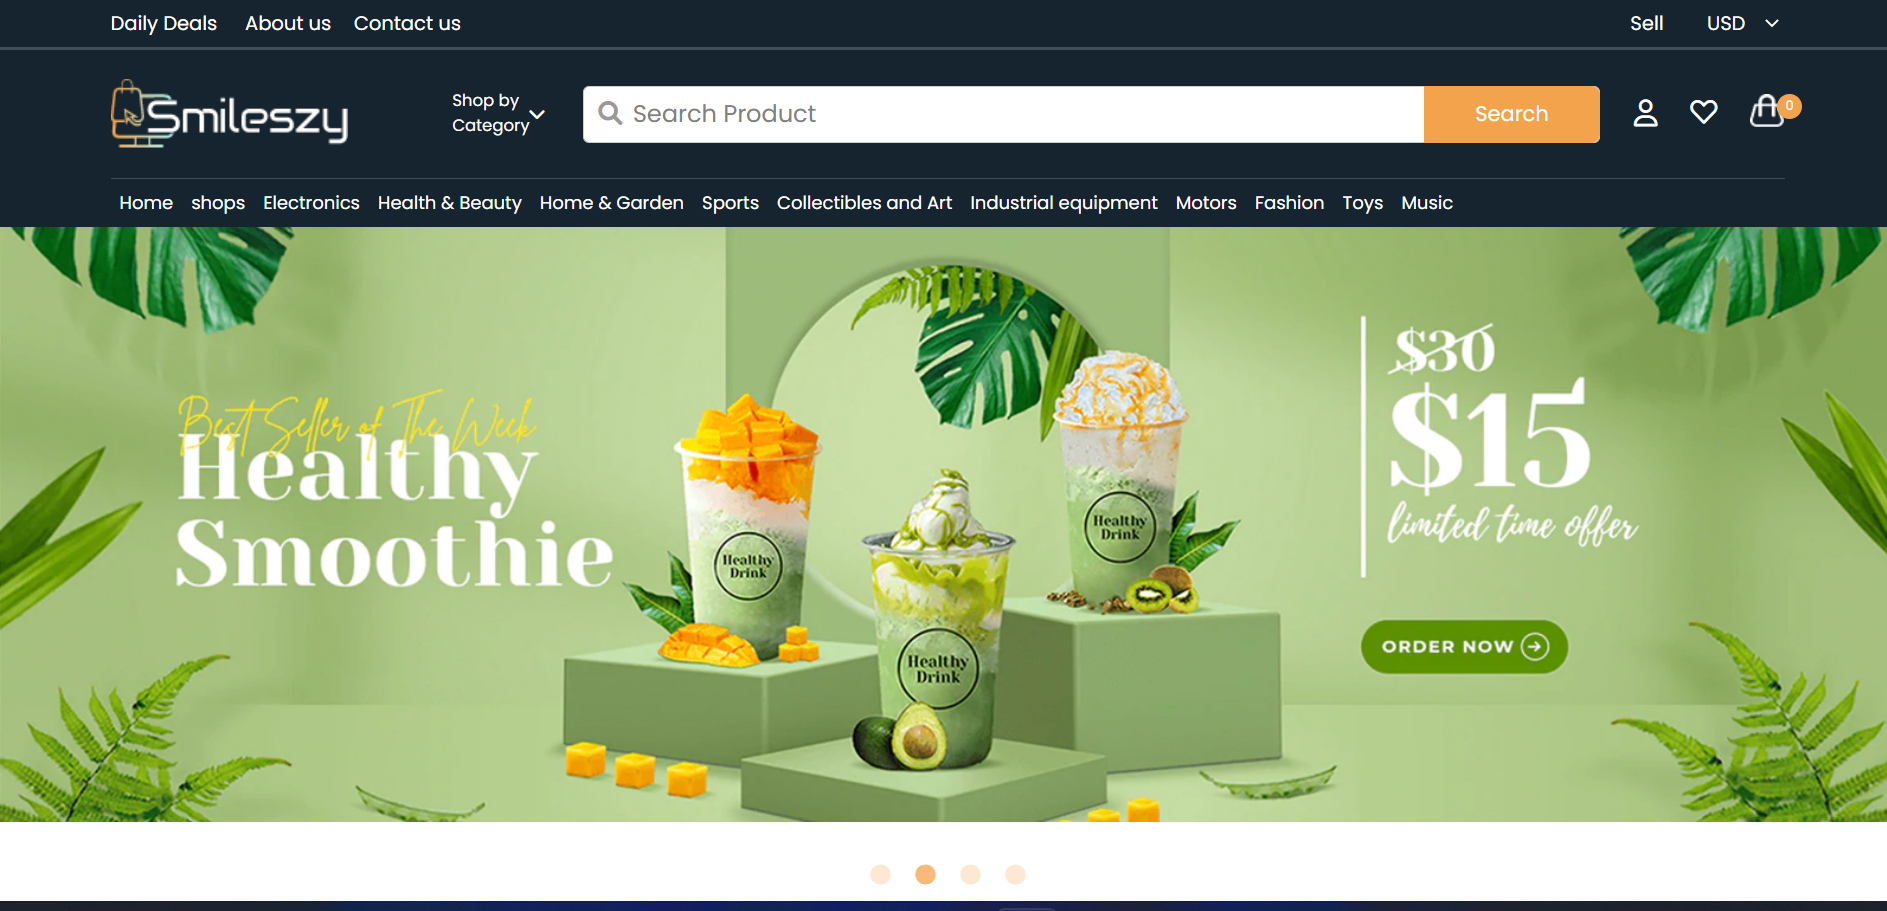 Daily Deals About us Contact us Sell USD
Smileszy
Shop by
Category
Search Product
Search
0
Home shops Electronics Health & Beauty Home & Garden Sports Collectibles and Art Industrial equipment Motors Fashion Toys Music
Best Seller of The Week
Healthy
Smoothie
Healthy
Drink
Healthy
Drink
Healthy
Drink
$30
$15
limited time offer
ORDER NOW